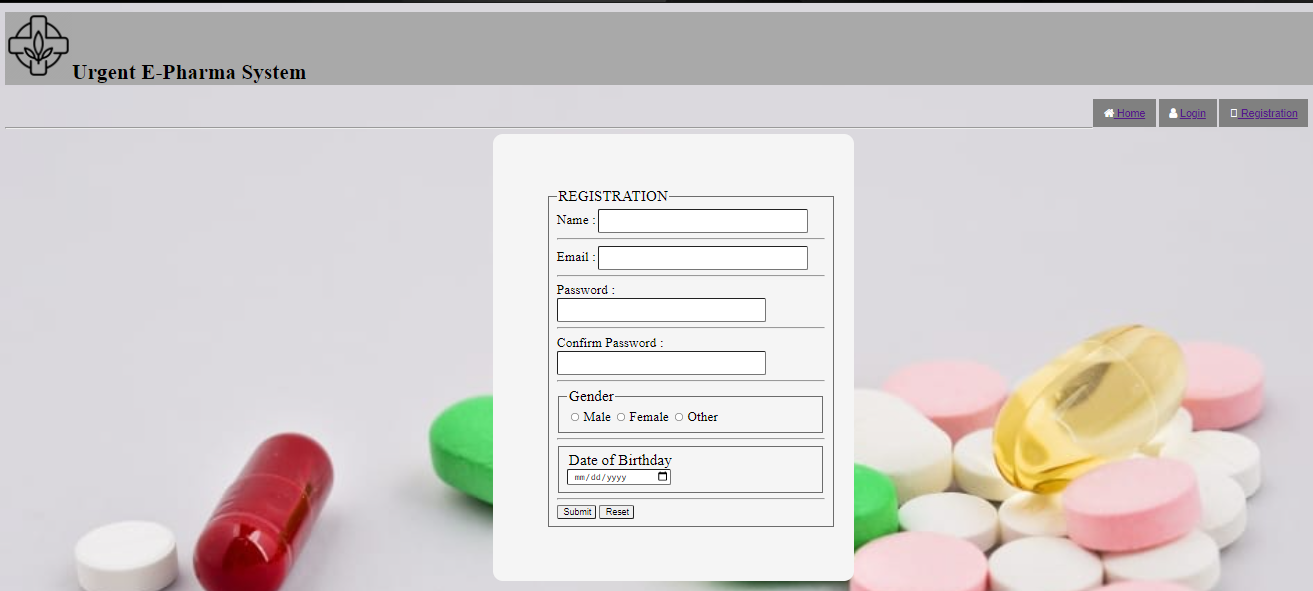 Urgent E-Pharma System
Home Login Registration
REGISTRATION
Name :
Email :
Password :
Confirm Password :
Gender
Male Female Other
Date of Birthday
mm/dd/yyyy
Submit Reset